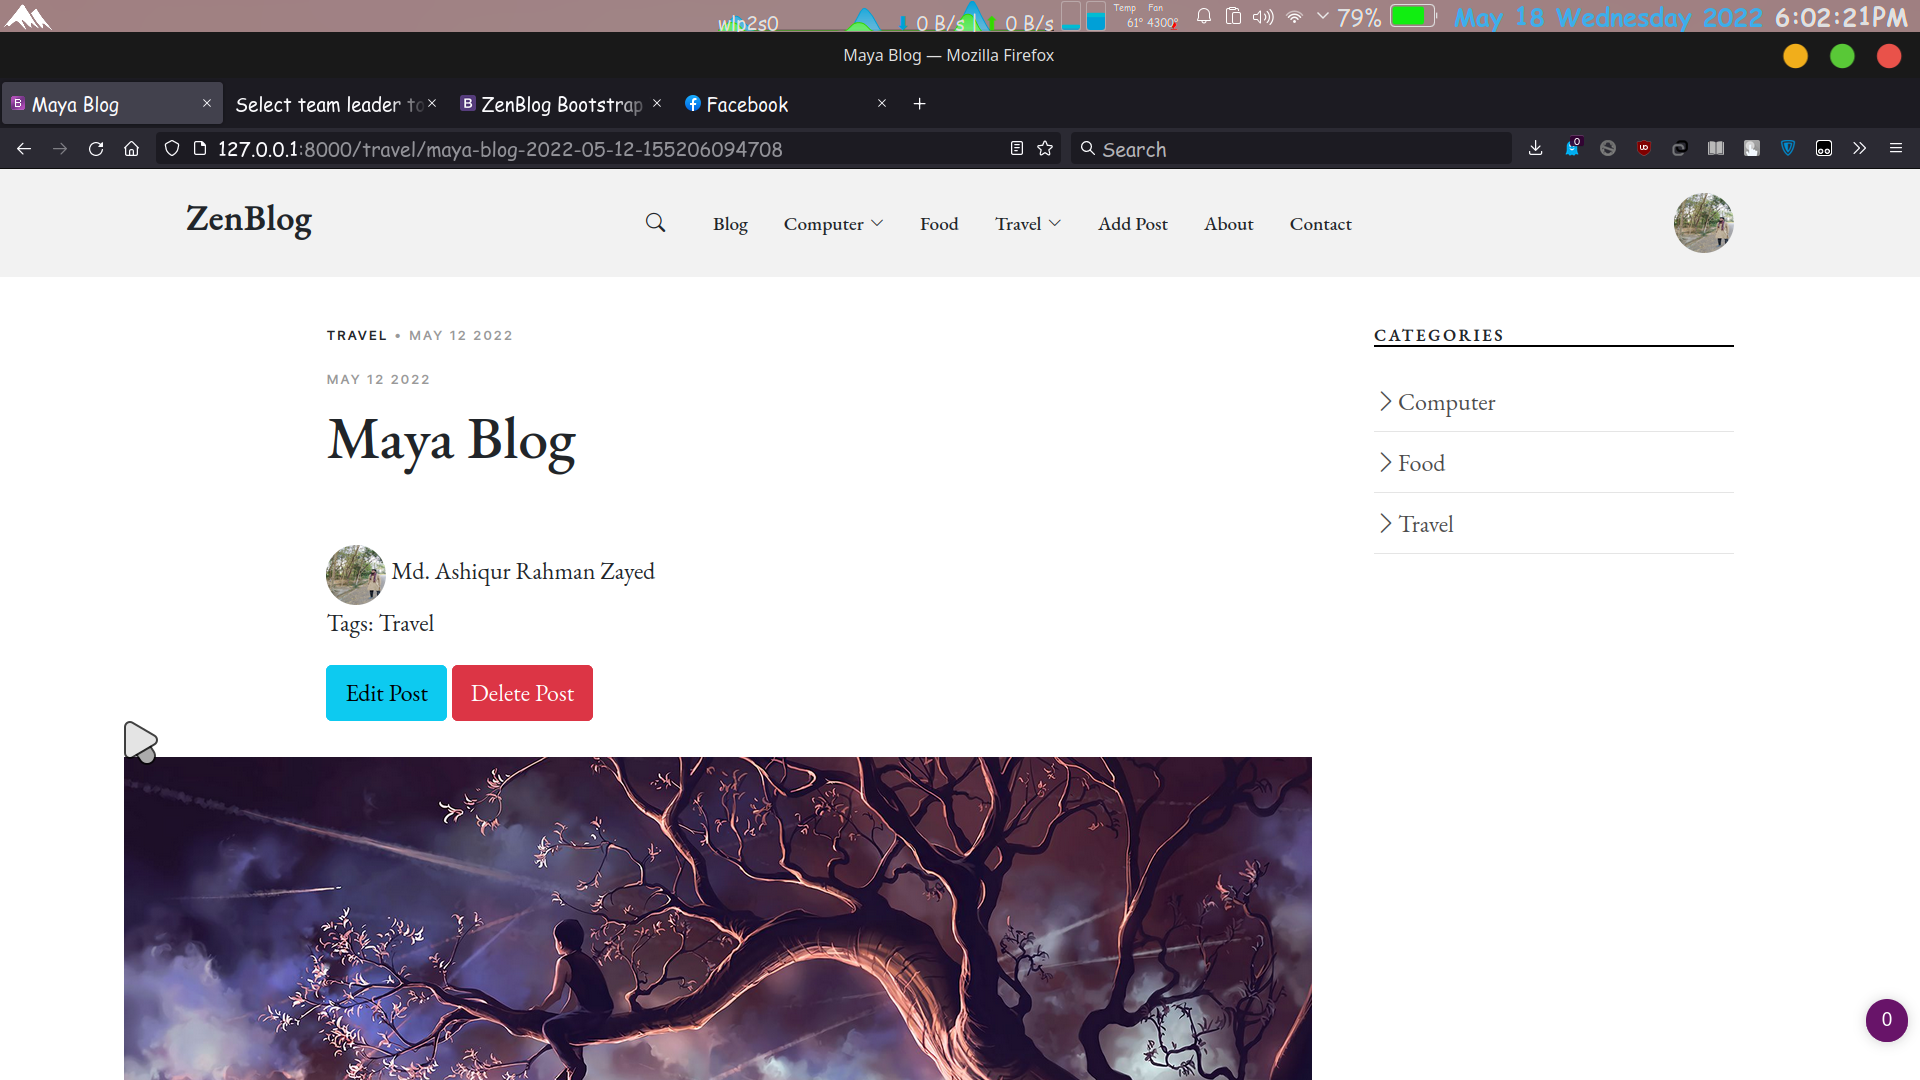 wlp2s0 0 B/s 0 B/s Temp 61° Fan 4300° 79% May 18 Wednesday 2022 6:02:21PM
Maya Blog — Mozilla Firefox
Maya Blog Select team leader to ZenBlog Bootstrap Facebook
127.0.0.1:8000/travel/maya-blog-2022-05-12-155206094708 Search 0
ZenBlog Blog Computer Food Travel Add Post About Contact
TRAVEL • MAY 12 2022
MAY 12 2022
Maya Blog
Md. Ashiqur Rahman Zayed
Tags: Travel
Edit Post Delete Post
CATEGORIES
Computer
Food
Travel
0